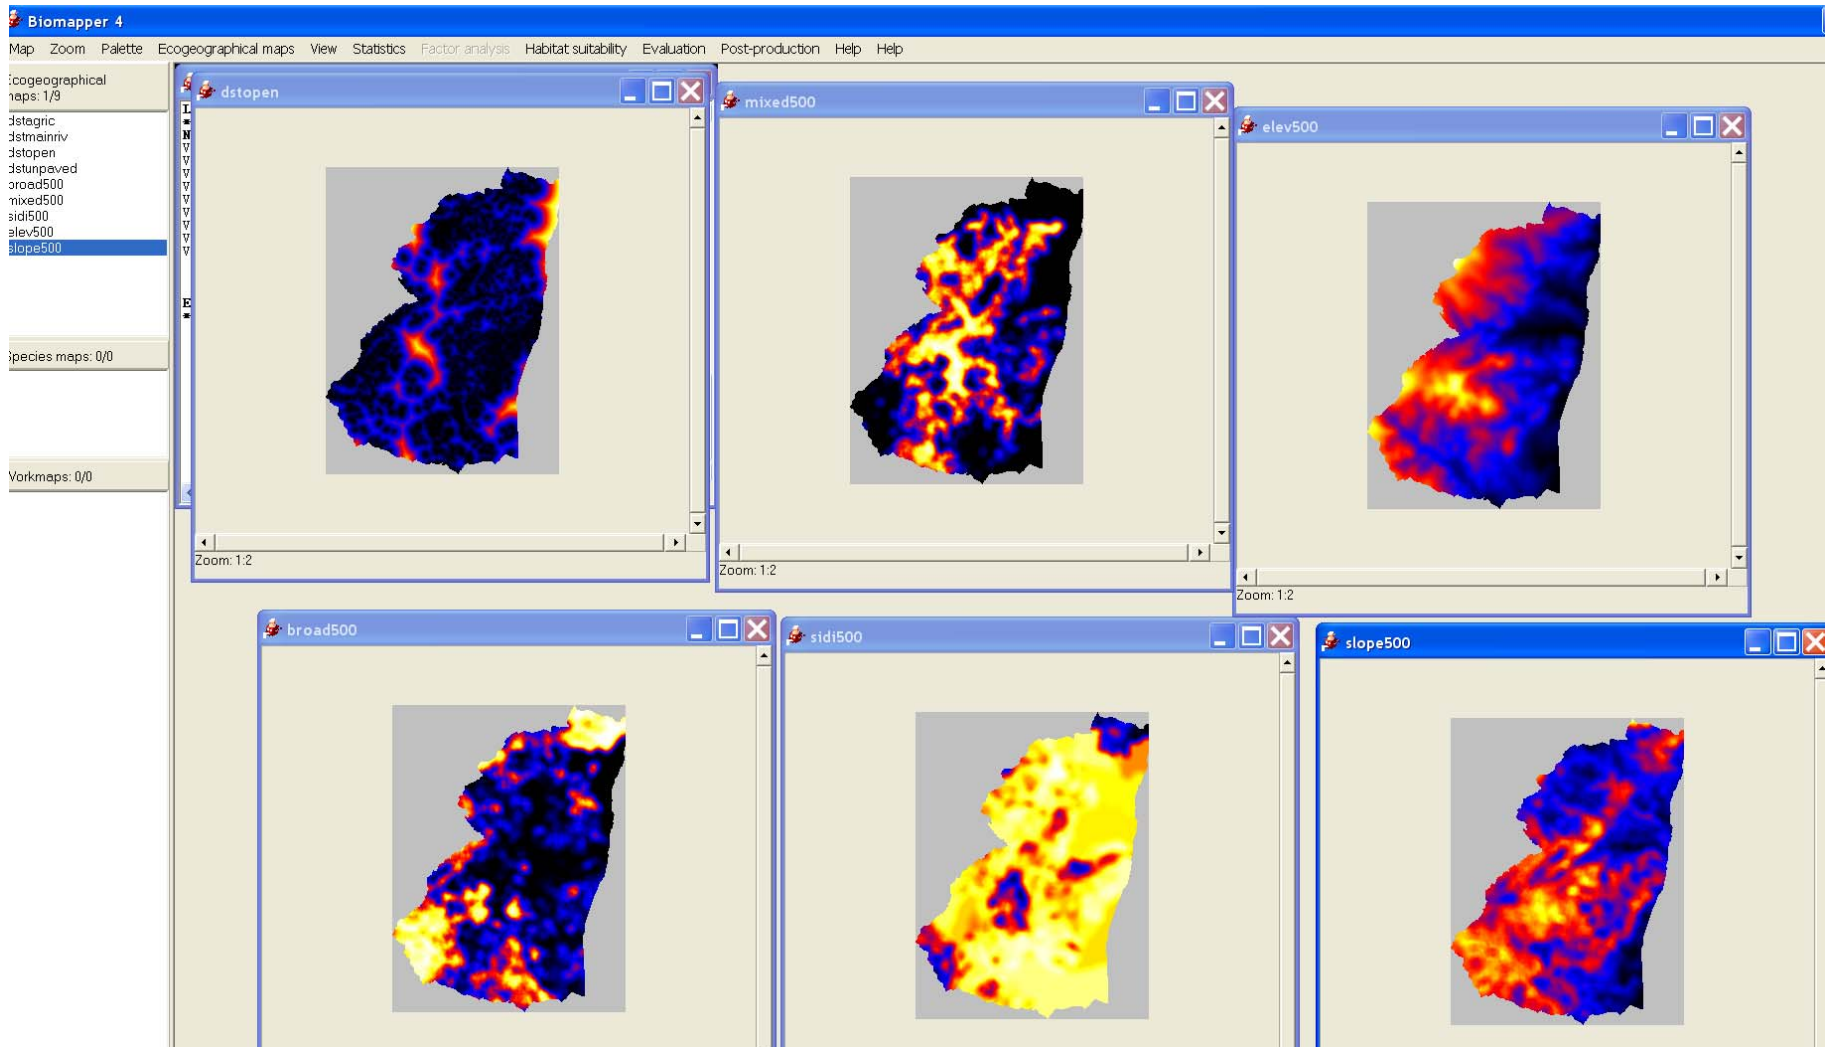 Biomapper 4
Map Zoom Palette Ecogeographical maps View Statistics Factor analysis Habitat suitability Evaluation Post-production Help Help
cogeographical
naps: 1/9
dstagric
dstmainriv
dstopen
dstunpaved
broad500
mixed500
sidi500
elev500
slope500
Species maps: 0/0
Workmaps: 0/0
L
*
N
V
V
V
V
V
V
V
V
V
E
*
dstopen
Zoom: 1:2
mixed500
Zoom: 1:2
elev500
Zoom: 1:2
broad500
sidi500
slope500